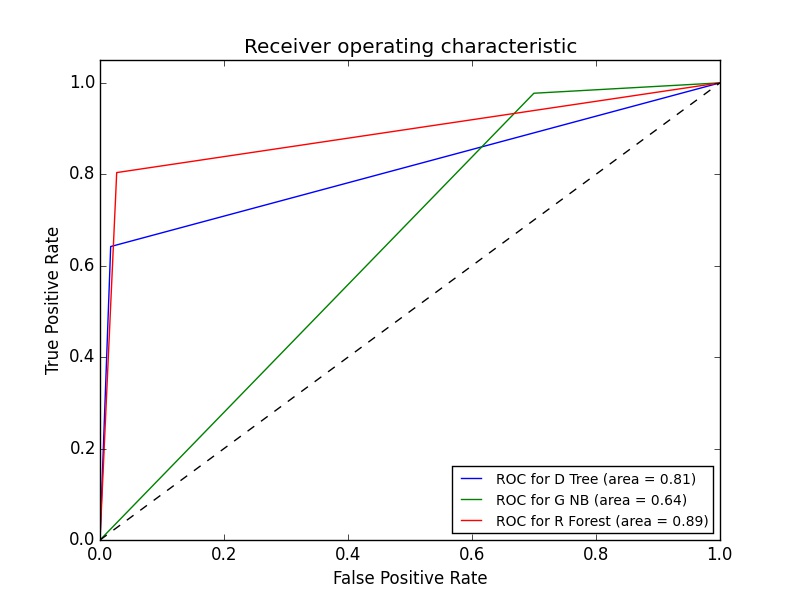 Receiver operating characteristic
True Positive Rate
1.0
0.8
0.6
0.4
0.2
0.0
0.0 0.2 0.4 0.6 0.8 1.0
False Positive Rate
ROC for D Tree (area = 0.81)
ROC for G NB (area = 0.64)
ROC for R Forest (area = 0.89)